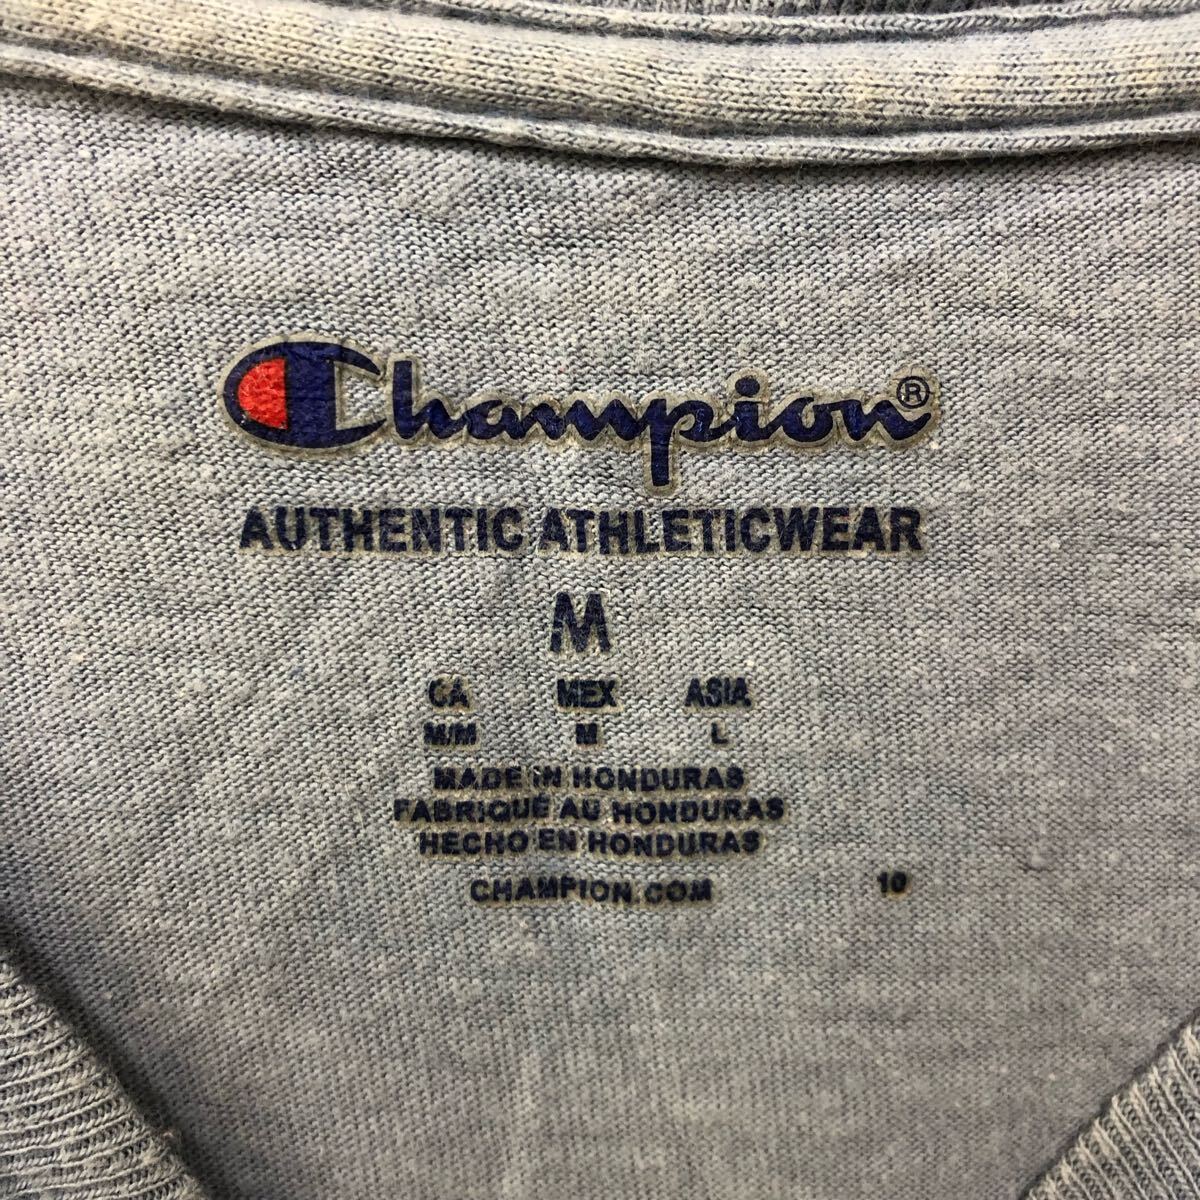 Champion®
AUTHENTIC ATHLETICWEAR
M
CA MEX ASIA
M/M M L
MADE IN HONDURAS
FABRIQUÉ AU HONDURAS
HECHO EN HONDURAS
CHAMPION.COM 10